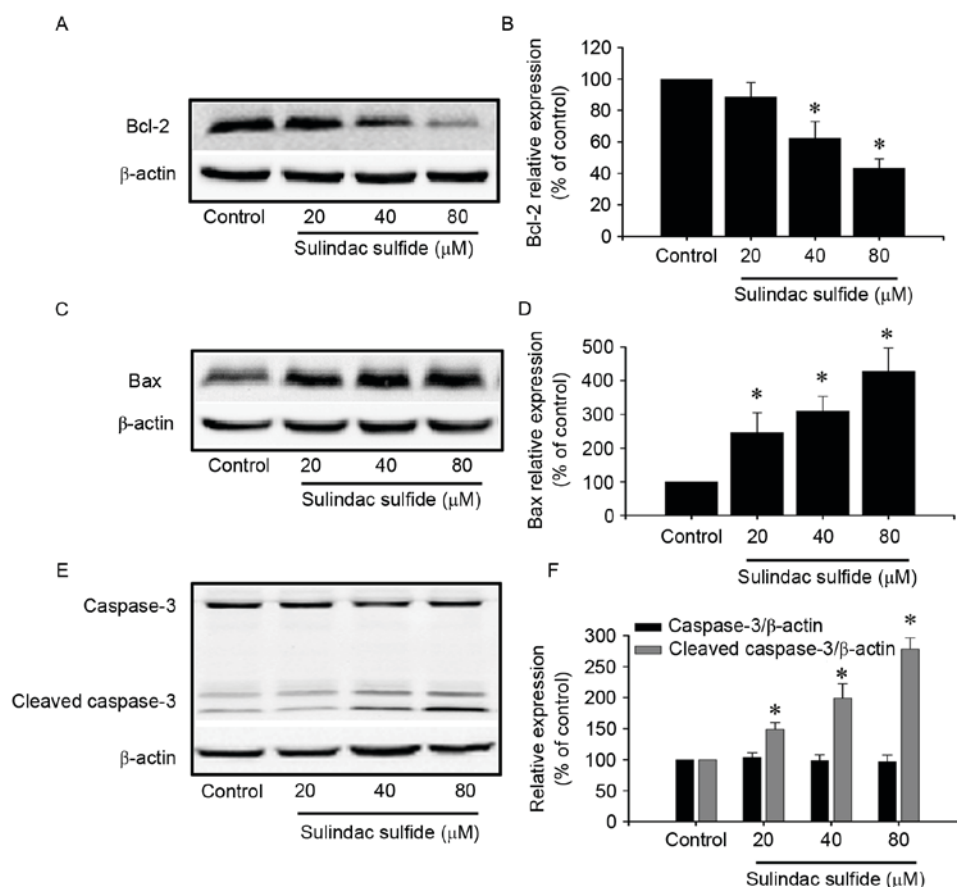 A
Bcl-2
β-actin
Control 20 40 80
Sulindac sulfide (μM)
B
Bcl-2 relative expression
(% of control)
120
100
80
60
40
20
0
*
*
Control 20 40 80
Sulindac sulfide (μM)
C
Bax
β-actin
Control 20 40 80
Sulindac sulfide (μM)
D
Bax relative expression
(% of control)
500
400
300
200
100
0
*
*
*
Control 20 40 80
Sulindac sulfide (μM)
E
Caspase-3
Cleaved caspase-3
β-actin
Control 20 40 80
Sulindac sulfide (μM)
F
Relative expression
(% of control)
Caspase-3/β-actin
Cleaved caspase-3/β-actin
300
250
200
150
100
50
0
*
*
*
Control 20 40 80
Sulindac sulfide (μM)